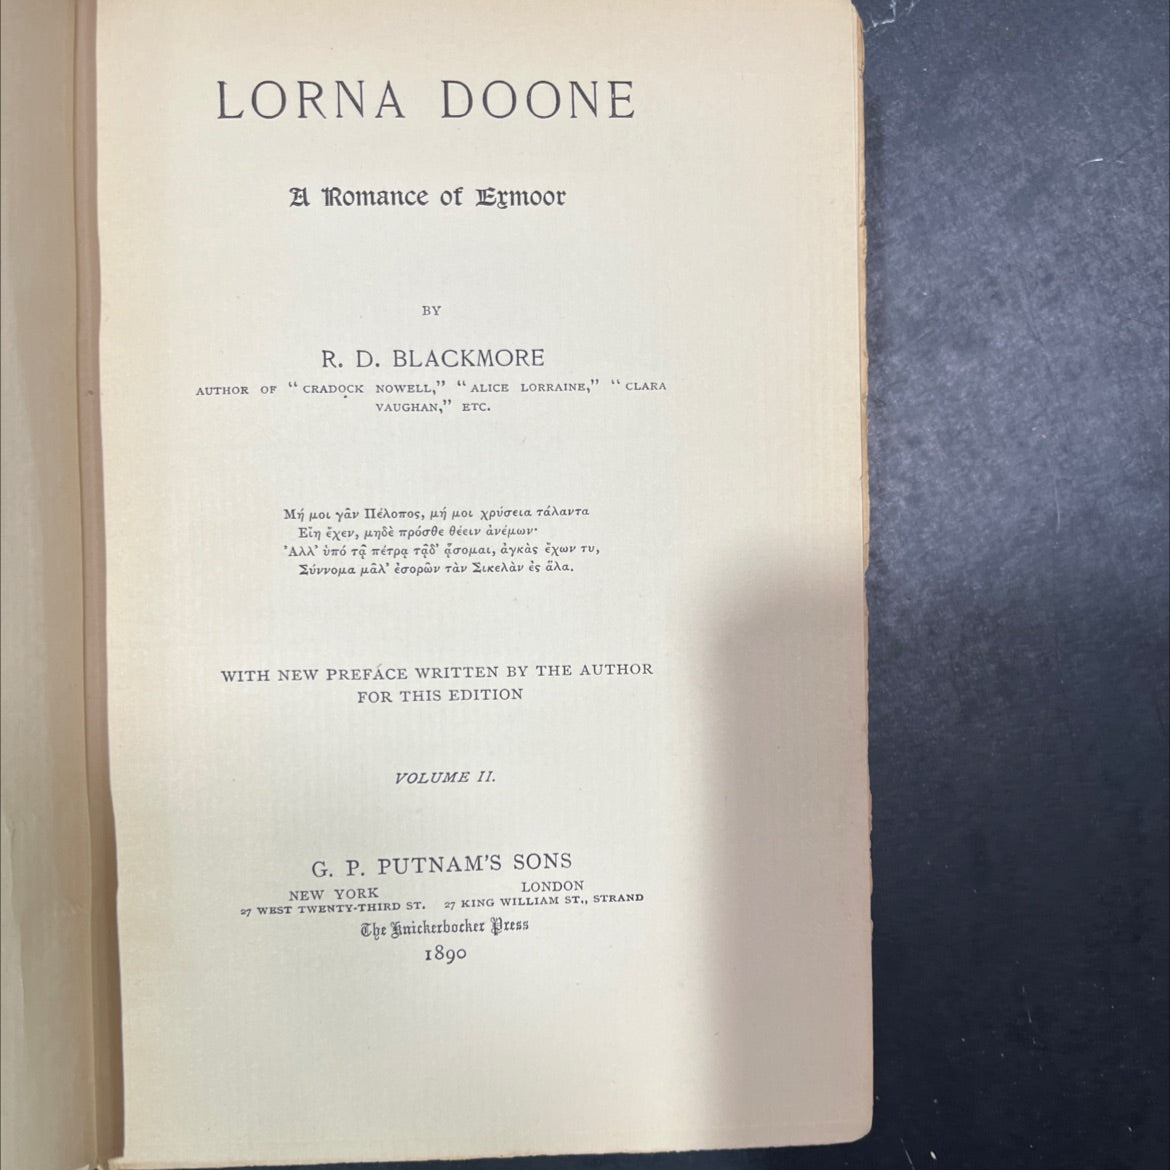 LORNA DOONE
A Romance of Exmoor
BY
R. D. BLACKMORE
AUTHOR OF “CRADOCK NOWELL,” “ALICE LORRAINE,” “CLARA
VAUGHAN,” ETC.
Μή μοι γᾶν Πέλοπος, μή μοι χρύσεια τάλαντα
Εἴη ἔχεν, μηδὲ πρόσθε θέειν ἀνέμων·
Ἀλλ’ ὑπό τᾷ πέτρᾳ τᾷδ’ ᾄσομαι, ἀγκὰς ἔχων τυ,
Σύννομα μᾶλ’ ἐσορῶν τὰν Σικελὰν ἐς ἅλα.
WITH NEW PREFACE WRITTEN BY THE AUTHOR
FOR THIS EDITION
VOLUME II.
G. P. PUTNAM’S SONS
NEW YORK LONDON
27 WEST TWENTY-THIRD ST. 27 KING WILLIAM ST., STRAND
The Knickerbocker Press
1890